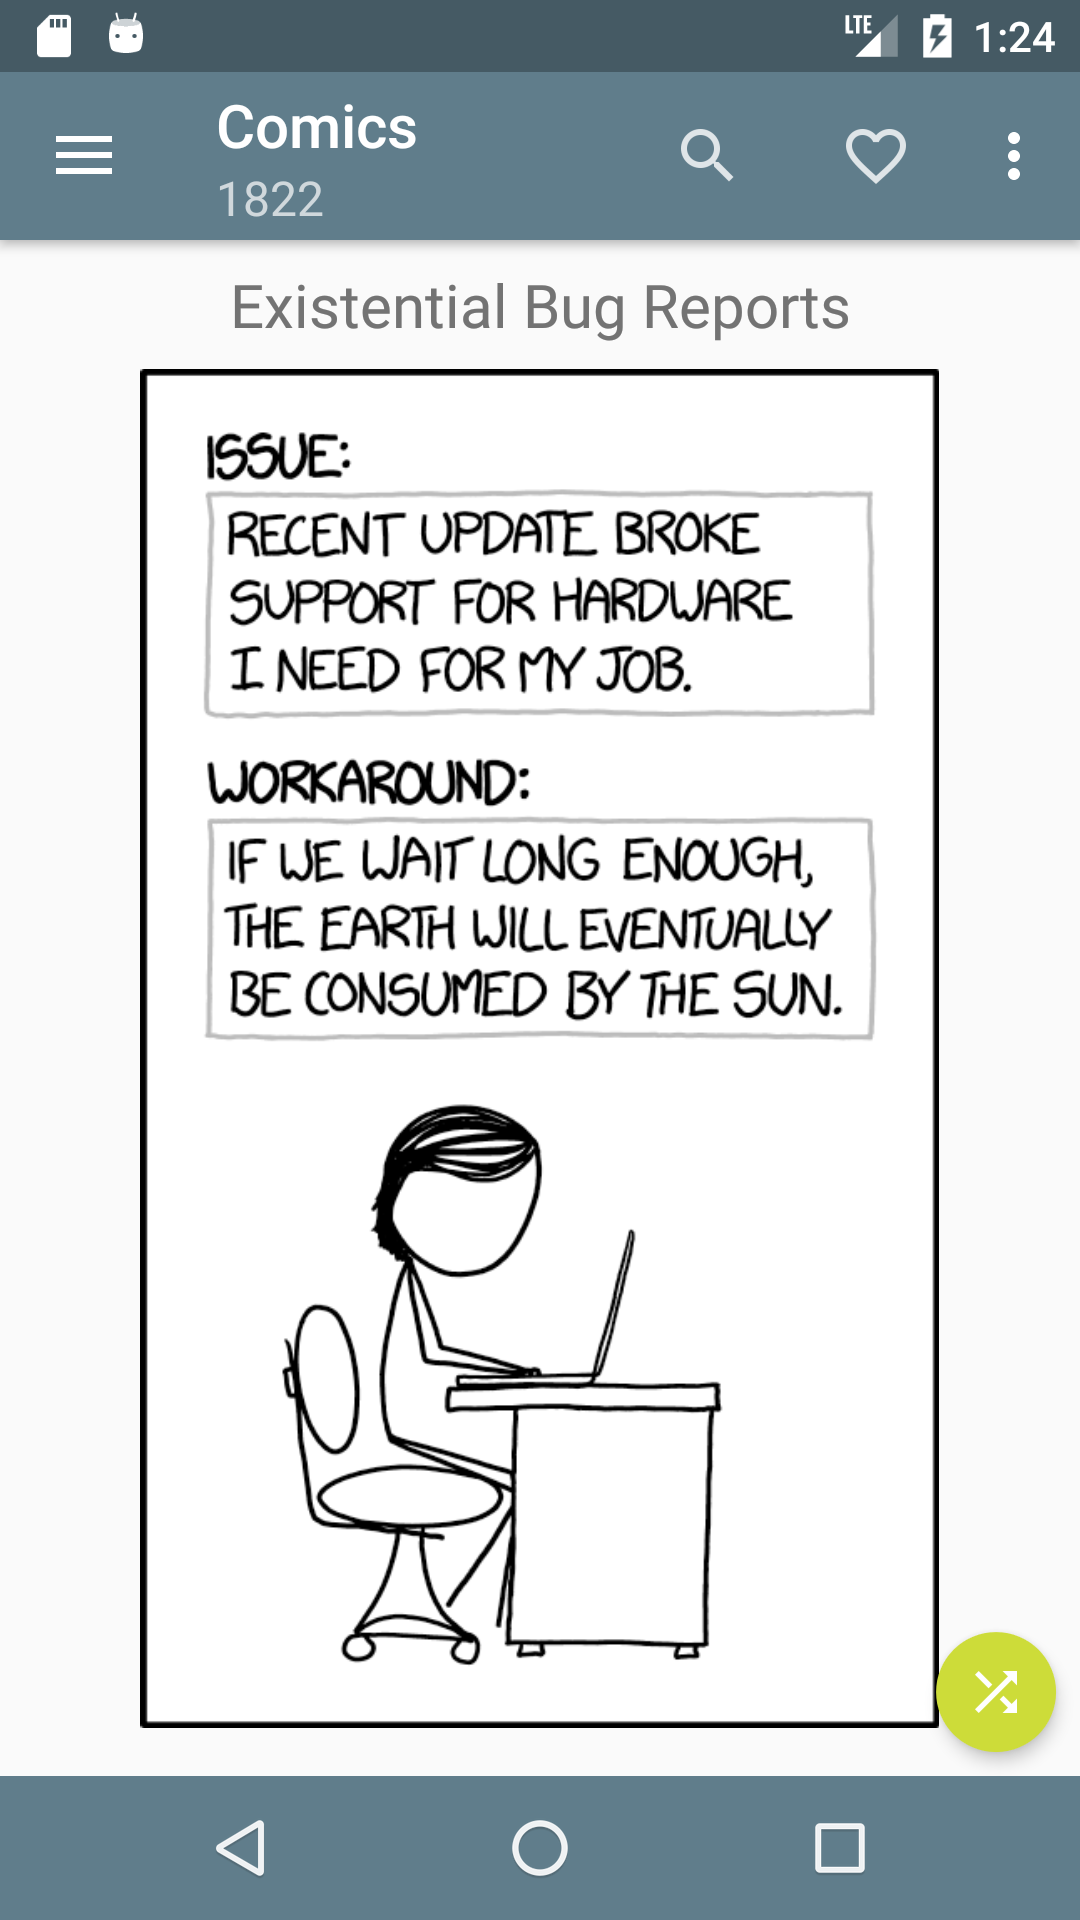 LTE 1:24
Comics
1822
Existential Bug Reports
ISSUE:
RECENT UPDATE BROKE
SUPPORT FOR HARDWARE
I NEED FOR MY JOB.
WORKAROUND:
IF WE WAIT LONG ENOUGH,
THE EARTH WILL EVENTUALLY
BE CONSUMED BY THE SUN.